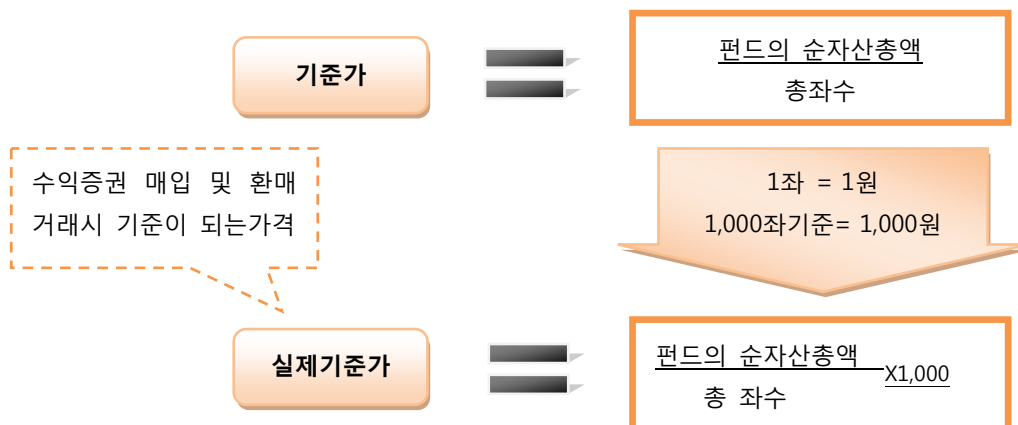 기준가
펀드의 순자산총액
총좌수
수익증권 매입 및 환매
거래시 기준이 되는가격
1좌 = 1원
1,000좌기준= 1,000원
실제기준가
펀드의 순자산총액
X1,000
총 좌수